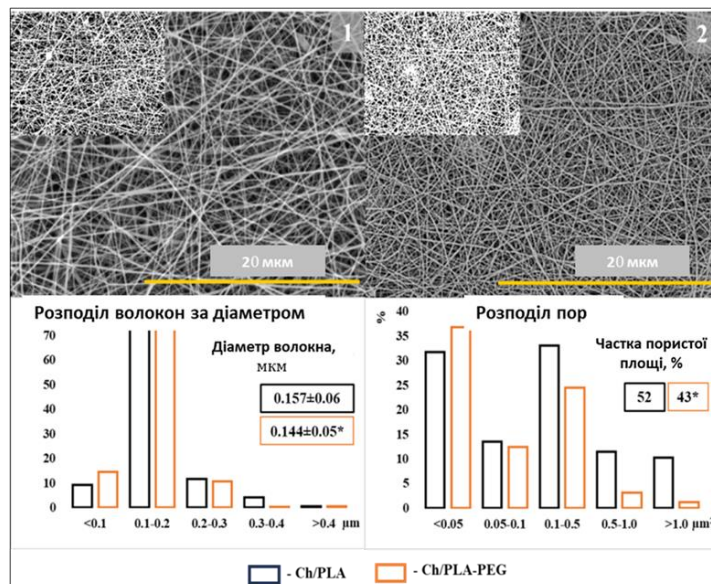 1
2
20 мкм
20 мкм
Розподіл волокон за діаметром
70
60
50
40
30
20
10
0
Діаметр волокна,
мкм
0.157±0.06
0.144±0.05*
<0.1 0.1-0.2 0.2-0.3 0.3-0.4 >0.4 µm
Розподіл пор
%
40
35
30
25
20
15
10
5
0
Частка пористої
площі, %
52 43*
<0.05 0.05-0.1 0.1-0.5 0.5-1.0 >1.0 µm²
- Ch/PLA - Ch/PLA-PEG